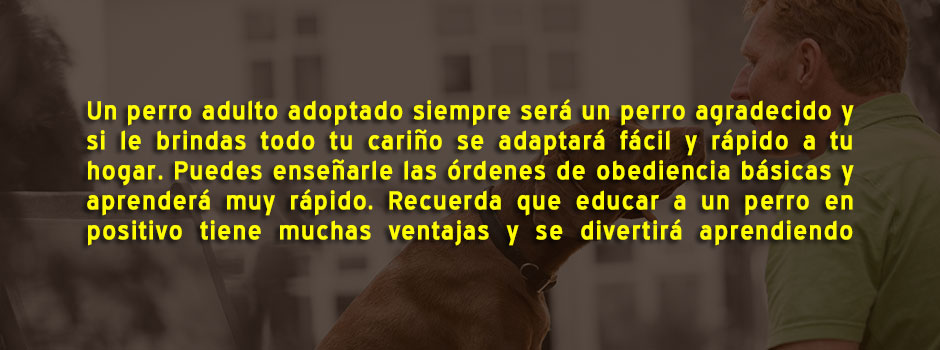 Un perro adulto adoptado siempre será un perro agradecido y
si le brindas todo tu cariño se adaptará fácil y rápido a tu
hogar. Puedes enseñarle las órdenes de obediencia básicas y
aprenderá muy rápido. Recuerda que educar a un perro en
positivo tiene muchas ventajas y se divertirá aprendiendo